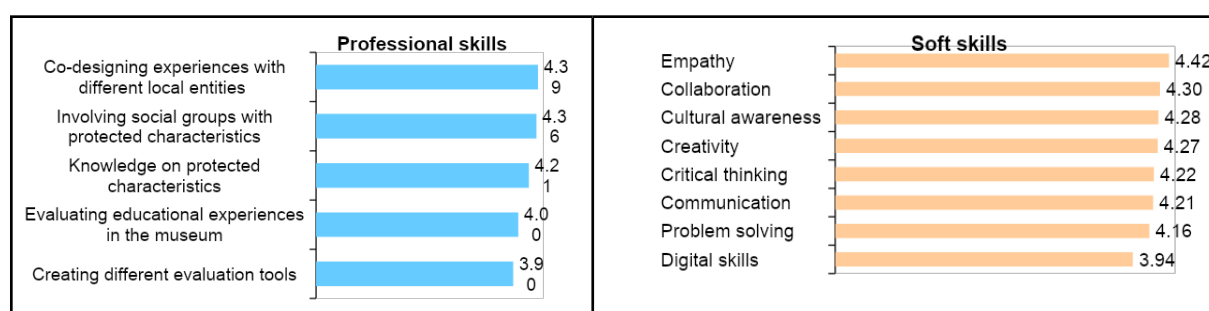 Professional skills
Co-designing experiences with
different local entities
4.3
9
Involving social groups with
protected characteristics
4.3
6
Knowledge on protected
characteristics
4.2
1
Evaluating educational experiences
in the museum
4.0
0
Creating different evaluation tools
3.9
0
Soft skills
Empathy 4.42
Collaboration 4.30
Cultural awareness 4.28
Creativity 4.27
Critical thinking 4.22
Communication 4.21
Problem solving 4.16
Digital skills 3.94